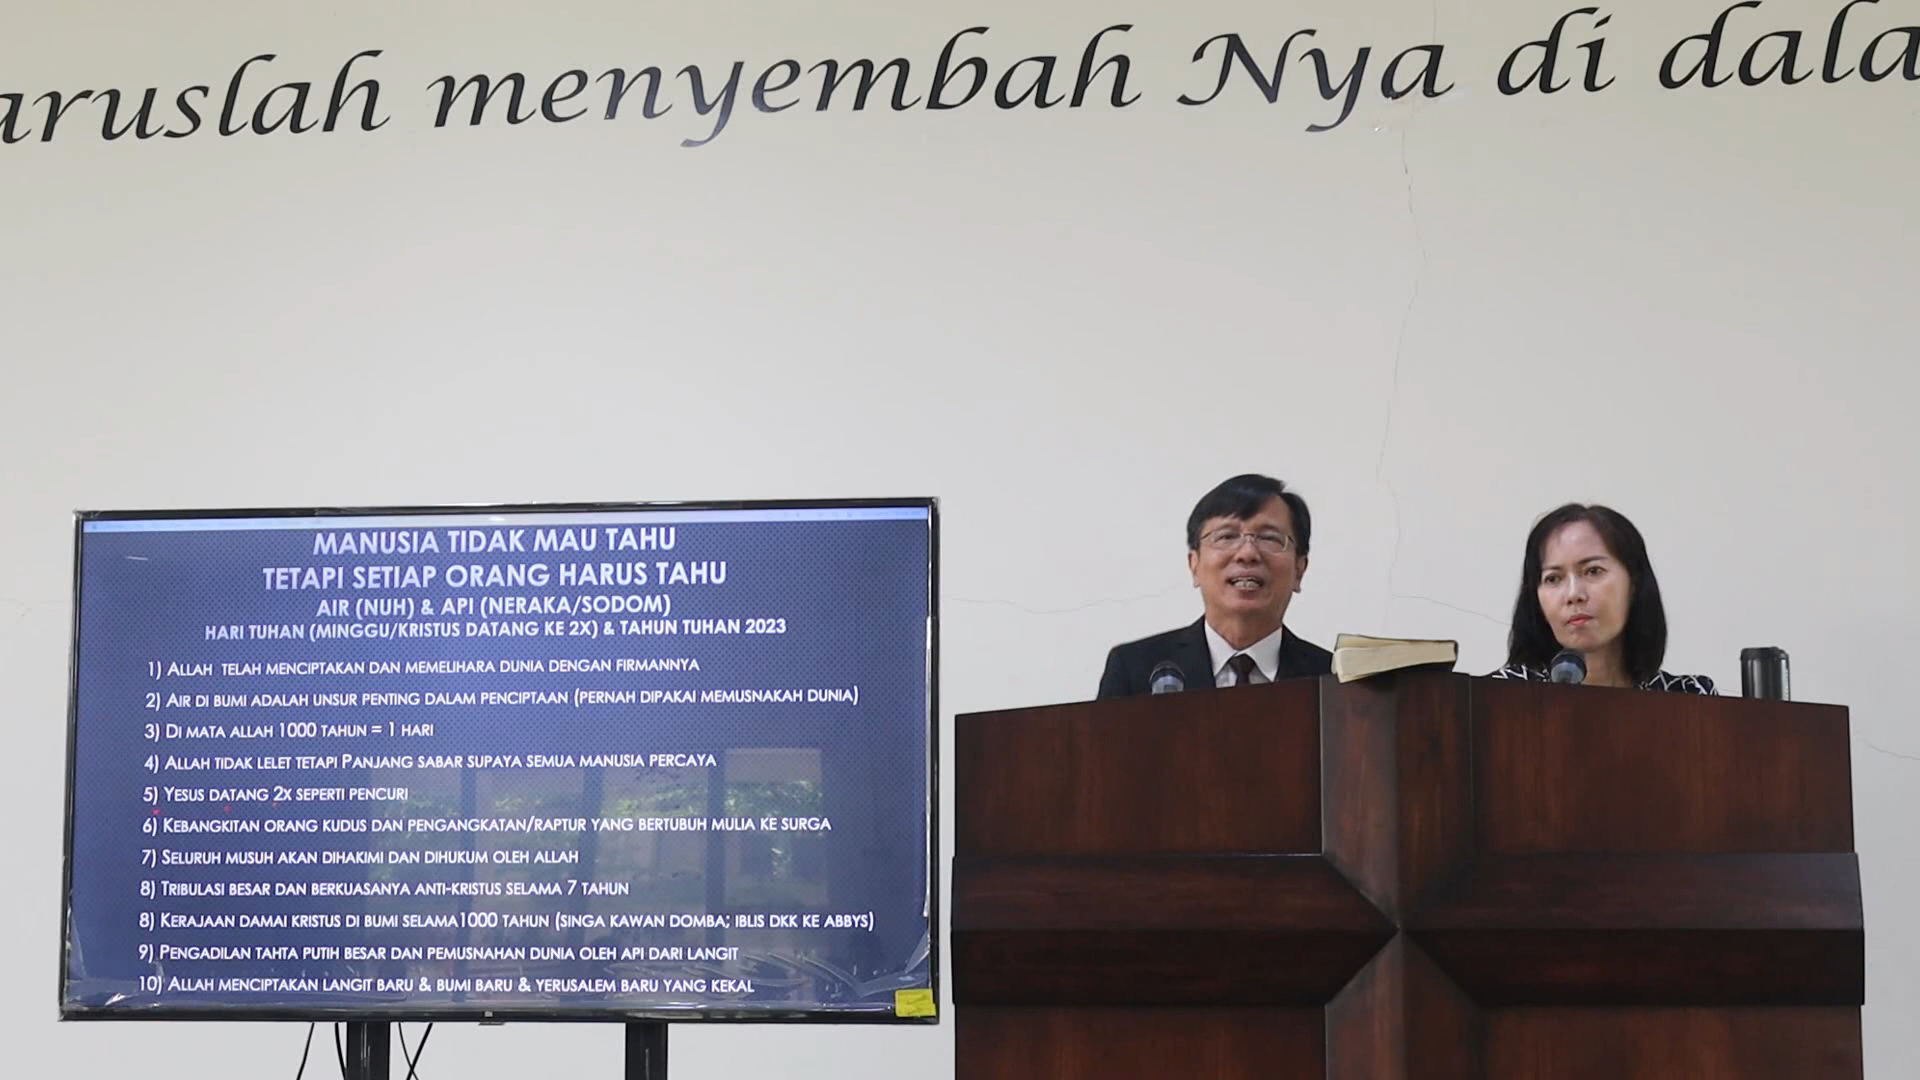 aruslah menyembah Nya di dala
MANUSIA TIDAK MAU TAHU
TETAPI SETIAP ORANG HARUS TAHU
AIR (NUH) & API (NERAKA/SODOM)
HARI TUHAN (MINGGU/KRISTUS DATANG KE 2X) & TAHUN TUHAN 2023
1) ALLAH TELAH MENCIPTAKAN DAN MEMELIHARA DUNIA DENGAN FIRMANNYA
2) AIR DI BUMI ADALAH UNSUR PENTING DALAM PENCIPTAAN (PERNAH DIPAKAI MEMUSNAKAH DUNIA)
3) DI MATA ALLAH 1000 TAHUN = 1 HARI
4) ALLAH TIDAK LELET TETAPI PANJANG SABAR SUPAYA SEMUA MANUSIA PERCAYA
5) YESUS DATANG 2X SEPERTI PENCURI
6) KEBANGKITAN ORANG KUDUS DAN PENGANGKATAN/RAPTUR YANG BERTUBUH MULIA KE SURGA
7) SELURUH MUSUH AKAN DIHAKIMI DAN DIHUKUM OLEH ALLAH
8) TRIBULASI BESAR DAN BERKUASANYA ANTI-KRISTUS SELAMA 7 TAHUN
8) KERAJAAN DAMAI KRISTUS DI BUMI SELAMA1000 TAHUN (SINGA KAWAN DOMBA; IBLIS DKK KE ABBYS)
9) PENGADILAN TAHTA PUTIH BESAR DAN PEMUSNAHAN DUNIA OLEH API DARI LANGIT
10) ALLAH MENCIPTAKAN LANGIT BARU & BUMI BARU & YERUSALEM BARU YANG KEKAL